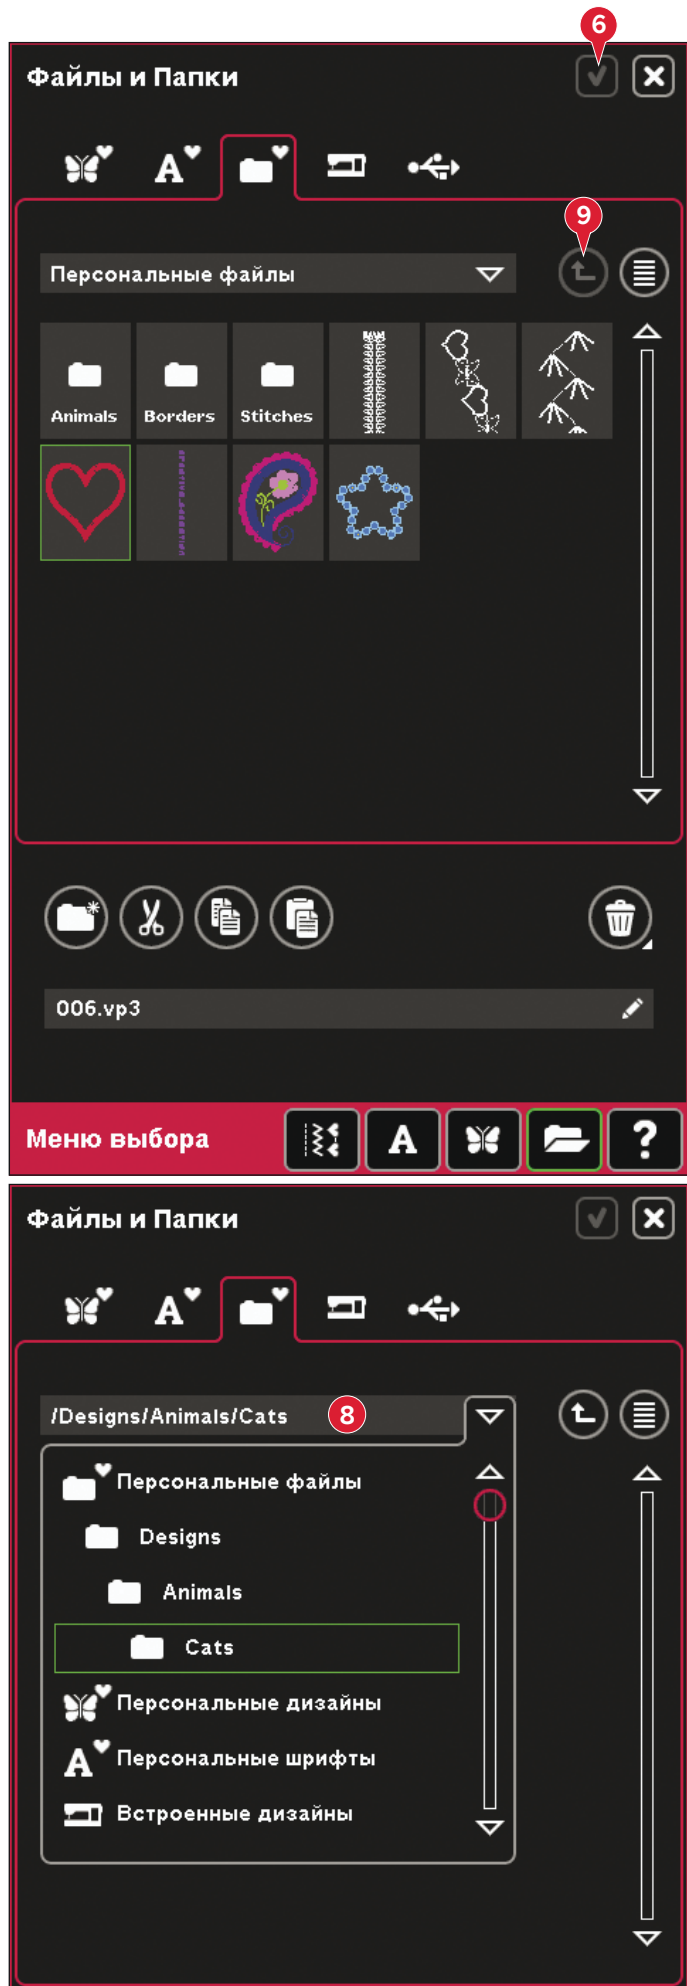 6
Файлы и Папки
9
Персональные файлы
Animals
Borders
Stitches
006.vp3
Меню выбора
A
?
Файлы и Папки
/Designs/Animals/Cats
8
Персональные файлы
Designs
Animals
Cats
Персональные дизайны
Персональные шрифты
Встроенные дизайны